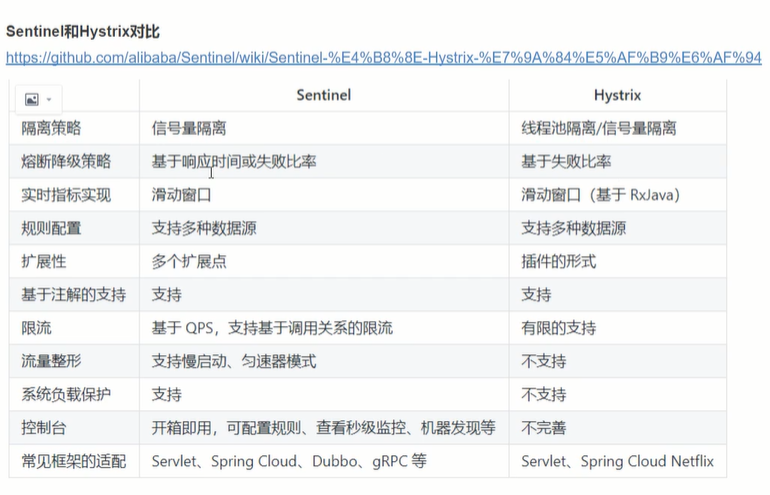 Sentinel和Hystrix对比
https://github.com/alibaba/Sentinel/wiki/Sentinel-%E4%B8%8E-Hystrix-%E7%9A%84%E5%AF%B9%E6%AF%94
Sentinel Hystrix
隔离策略 信号量隔离 线程池隔离/信号量隔离
熔断降级策略 基于响应时间或失败比率 基于失败比率
实时指标实现 滑动窗口 滑动窗口（基于 RxJava）
规则配置 支持多种数据源 支持多种数据源
扩展性 多个扩展点 插件的形式
基于注解的支持 支持 支持
限流 基于 QPS，支持基于调用关系的限流 有限的支持
流量整形 支持慢启动、匀速器模式 不支持
系统负载保护 支持 不支持
控制台 开箱即用，可配置规则、查看秒级监控、机器发现等 不完善
常见框架的适配 Servlet、Spring Cloud、Dubbo、gRPC 等 Servlet、Spring Cloud Netflix